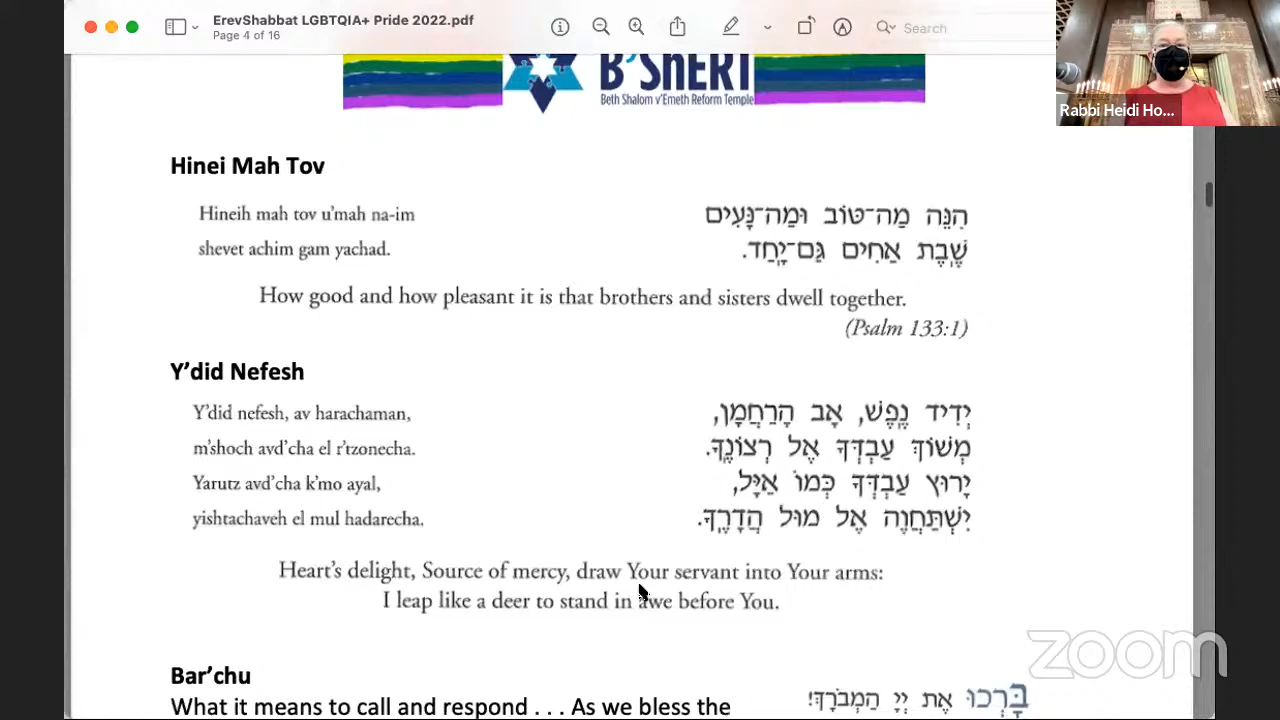 ErevShabbat LGBTQIA+ Pride 2022.pdf
Page 4 of 16
Search
Rabbi Heidi Ho...
B'ShERT
Beth Shalom v'Emeth Reform Temple
Hinei Mah Tov
Hineih mah tov u'mah na-im
shevet achim gam yachad.
הִנֵּה מַה־טּוֹב וּמַה־נָּעִים
שֶֽׁבֶת אַחִים גַּם־יָֽחַד.
How good and how pleasant it is that brothers and sisters dwell together.
(Psalm 133:1)
Y'did Nefesh
Y'did nefesh, av harachaman,
m'shoch avd'cha el r'tzonecha.
Yarutz avd'cha k'mo ayal,
yishtachaveh el mul hadarecha.
יְדִיד נֶֽפֶשׁ, אָב הָרַחֲמָן,
מְשׁוֹךְ עַבְדְּךָ אֶל רְצוֹנֶֽךָ.
יָרוּץ עַבְדְּךָ כְּמוֹ אַיָּל,
יִשְׁתַּחֲוֶה אֶל מוּל הֲדָרֶֽךָ.
Heart's delight, Source of mercy, draw Your servant into Your arms:
I leap like a deer to stand in awe before You.
Bar'chu
What it means to call and respond . . . As we bless the
בָּרְכוּ אֶת יְיָ הַמְבֹרָךְ!
zoom